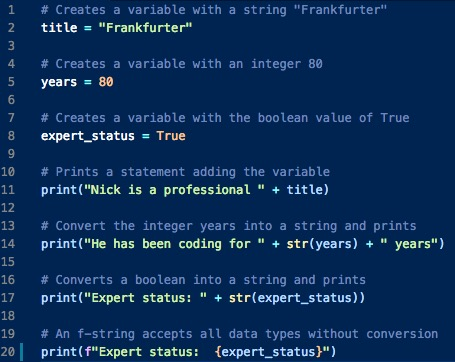 1 # Creates a variable with a string "Frankfurter"
2 title = "Frankfurter"
3
4 # Creates a variable with an integer 80
5 years = 80
6
7 # Creates a variable with the boolean value of True
8 expert_status = True
9
10 # Prints a statement adding the variable
11 print("Nick is a professional " + title)
12
13 # Convert the integer years into a string and prints
14 print("He has been coding for " + str(years) + " years")
15
16 # Converts a boolean into a string and prints
17 print("Expert status: " + str(expert_status))
18
19 # An f-string accepts all data types without conversion
20 print(f"Expert status:  {expert_status}")